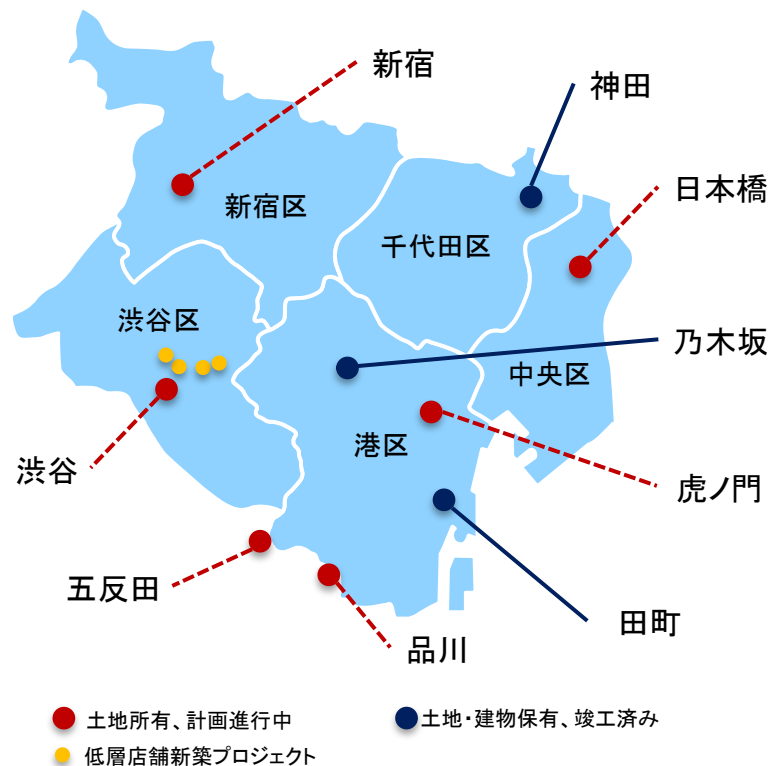 新宿
神田
日本橋
新宿区
千代田区
渋谷区
乃木坂
中央区
港区
渋谷
虎ノ門
五反田
田町
品川
土地所有、計画進行中
土地・建物保有、竣工済み
低層店舗新築プロジェクト